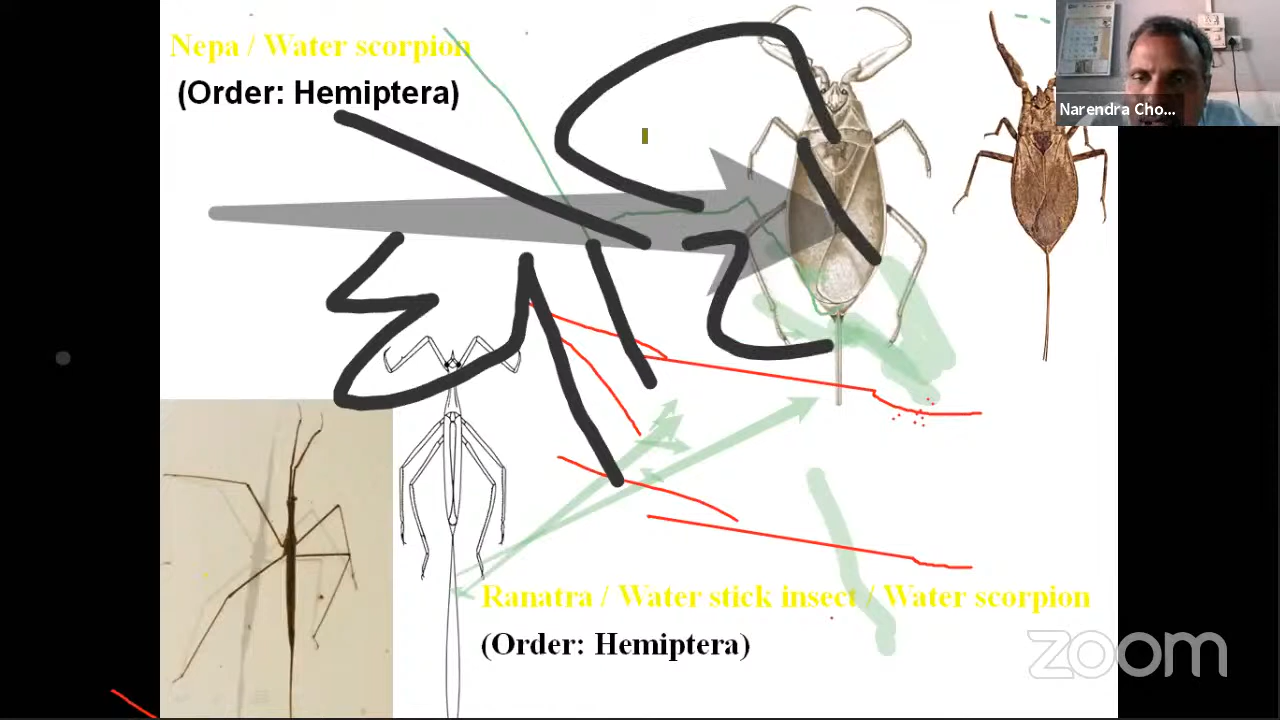 Nepa / Water scorpion
(Order: Hemiptera)
Narendra Cho...
Ranatra / Water stick insect / Water scorpion
(Order: Hemiptera)
zoom